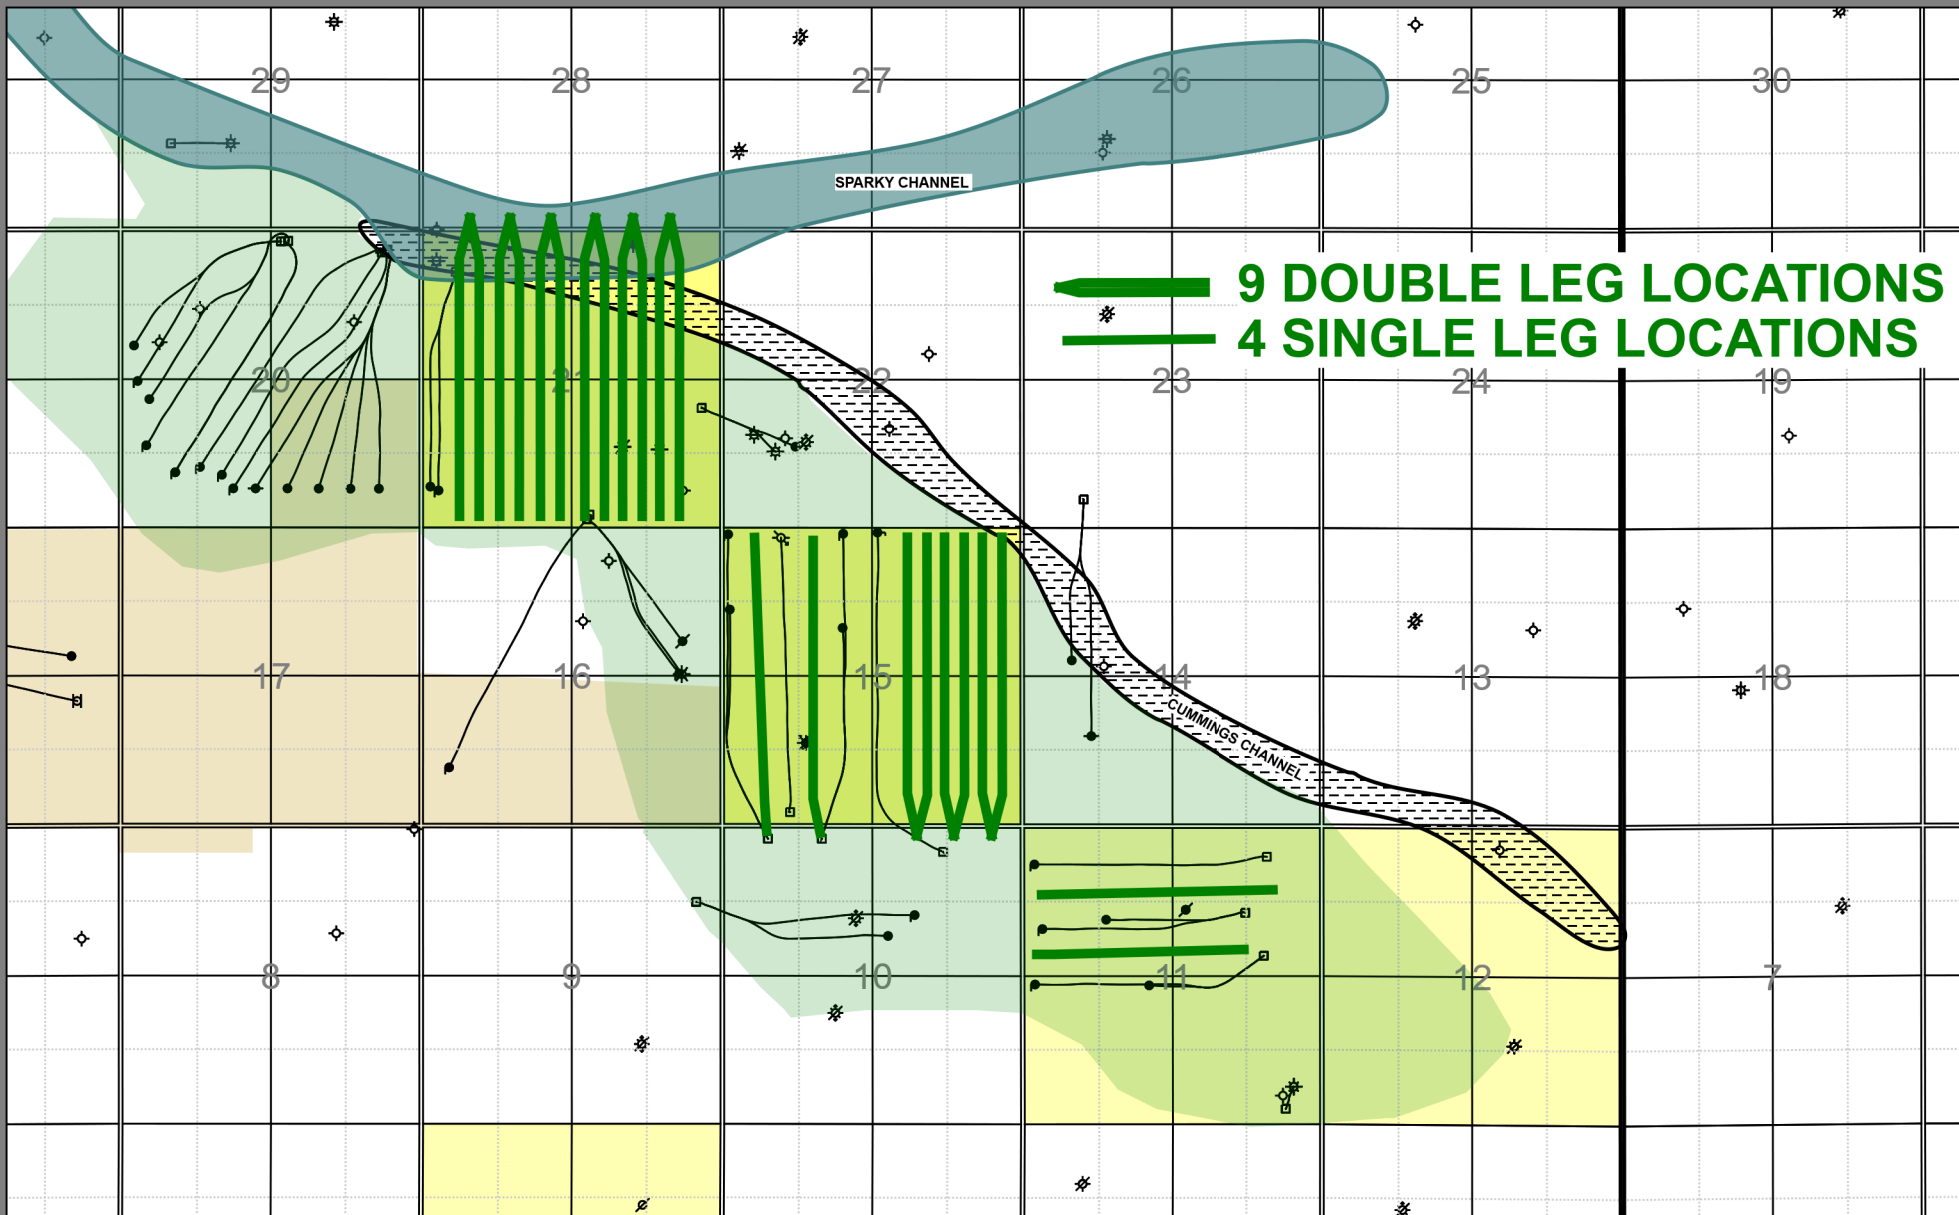 29 28 27 26 25 30
SPARKY CHANNEL
9 DOUBLE LEG LOCATIONS
4 SINGLE LEG LOCATIONS
20 21 22 23 24 19
17 16 15 14 13 18
CUMMINGS CHANNEL
8 9 10 11 12 7